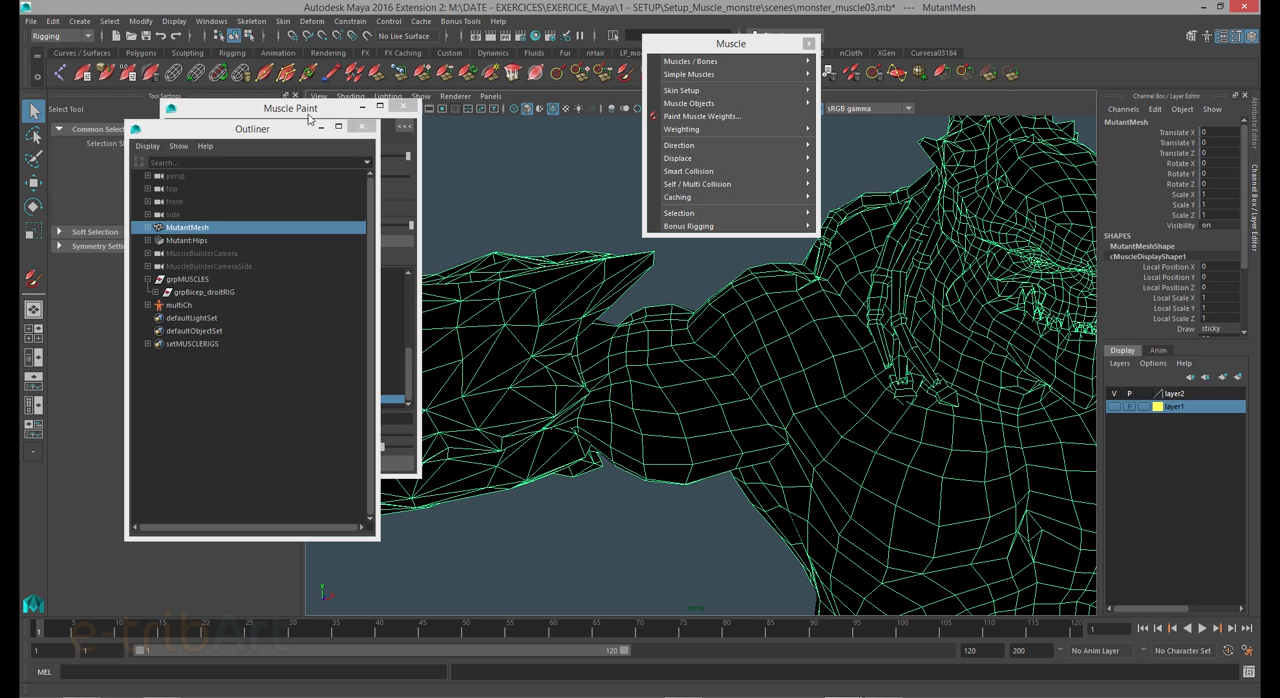 Autodesk Maya 2016 Extension 2: M:\DATE - EXERCICES\EXERCICE_Maya\1 - SETUP\Setup_Muscle_monstre\scenes\monster_muscle03.mb* --- MutantMesh
File Edit Create Select Modify Display Windows Skeleton Skin Deform Constrain Control Cache Bonus Tools Help
Rigging
No Live Surface
Curves / Surfaces Polygons Sculpting Rigging Animation Rendering FX FX Caching Custom Dynamics Fluids Fur nHair
nCloth XGen Curvesa03184
Tool Settings
Select Tool
Common Select
Selection S
Soft Selection
Symmetry Setti
View Shading Lighting Show Renderer Panels
sRGB gamma
Muscle Paint
<<<
Outliner
Display Show Help
Search...
persp
top
front
side
MutantMesh
Mutant:Hips
MuscleBuilderCamera
MuscleBuilderCameraSide
grpMUSCLES
grpBicep_droitRIG
multiCh
defaultLightSet
defaultObjectSet
setMUSCLERIGS
Muscle
Muscles / Bones
Simple Muscles
Skin Setup
Muscle Objects
Paint Muscle Weights...
Weighting
Direction
Displace
Smart Collision
Self / Multi Collision
Caching
Selection
Bonus Rigging
persp
Channel Box / Layer Editor
Channels Edit Object Show
MutantMesh
Translate X 0
Translate Y 0
Translate Z 0
Rotate X 0
Rotate Y 0
Rotate Z 0
Scale X 1
Scale Y 1
Scale Z 1
Visibility on
SHAPES
MutantMeshShape
cMuscleDisplayShape1
Local Position X 0
Local Position Y 0
Local Position Z 0
Local Scale X 1
Local Scale Y 1
Local Scale Z 1
Draw sticky
Display Anim
Layers Options Help
V P layer2
P layer1
Attribute Editor
Channel Box / Layer Editor
e-tribArt
1 5 10 15 20 25 30 35 40 45 50 55 60 65 70 75 80 85 90 95 100 105 110 115 120
1
1 1 1 120 120 200 No Anim Layer No Character Set
MEL